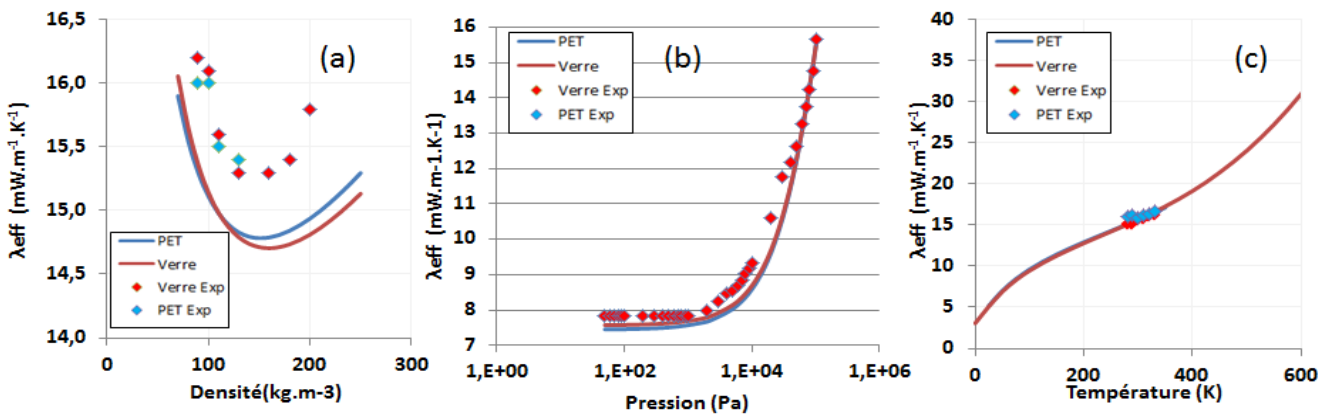 (a)
16,5
16,0
15,5
15,0
14,5
14,0
λeff (mW.m-1.K-1)
PET
Verre
Verre Exp
PET Exp
0 100 200 300
Densité(kg.m-3)
(b)
16
15
14
13
12
11
10
9
8
7
λeff (mW.m-1.K-1)
PET
Verre
Verre Exp
PET Exp
1,E+00 1,E+02 1,E+04 1,E+06
Pression (Pa)
(c)
40
35
30
25
20
15
10
5
0
λeff (mW.m-1.K-1)
PET
Verre
Verre Exp
PET Exp
0 200 400 600
Température (K)